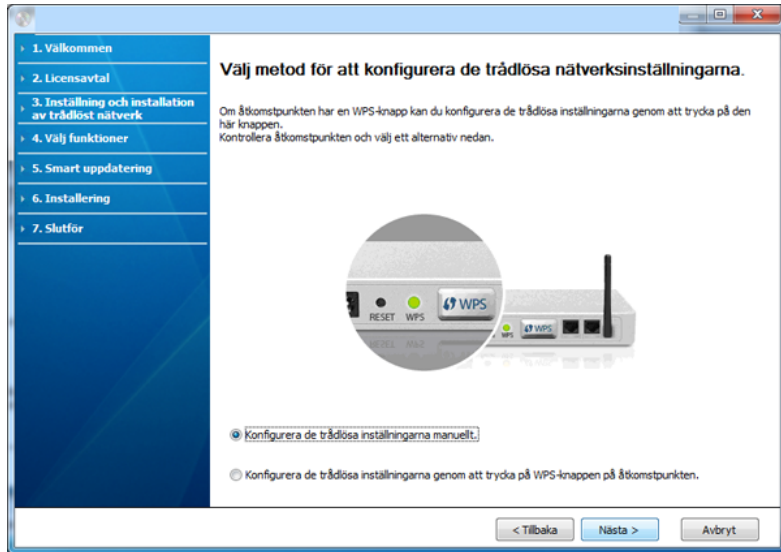 1. Välkommen
2. Licensavtal
3. Inställning och installation
av trådlöst nätverk
4. Välj funktioner
5. Smart uppdatering
6. Installering
7. Slutför
Välj metod för att konfigurera de trådlösa nätverksinställningarna.
Om åtkomstpunkten har en WPS-knapp kan du konfigurera de trådlösa inställningarna genom att trycka på den
här knappen.
Kontrollera åtkomstpunkten och välj ett alternativ nedan.
RESET WPS WPS
WPS WPS
Konfigurera de trådlösa inställningarna manuellt.
Konfigurera de trådlösa inställningarna genom att trycka på WPS-knappen på åtkomstpunkten.
< Tillbaka Nästa > Avbryt